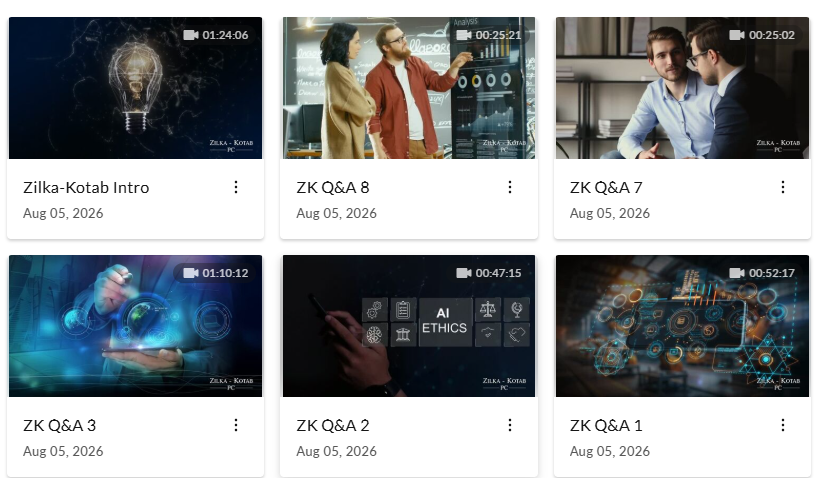 01:24:06
ZILKA - KOTAB
PC
Zilka-Kotab Intro
Aug 05, 2026
Analysis
00:25:21
ZILKA - KOTAB
PC
ZK Q&A 8
Aug 05, 2026
00:25:02
ZILKA - KOTAB
PC
ZK Q&A 7
Aug 05, 2026
01:10:12
ZILKA - KOTAB
PC
ZK Q&A 3
Aug 05, 2026
00:47:15
AI
ETHICS
ZILKA - KOTAB
PC
ZK Q&A 2
Aug 05, 2026
00:52:17
ZILKA - KOTAB
PC
ZK Q&A 1
Aug 05, 2026